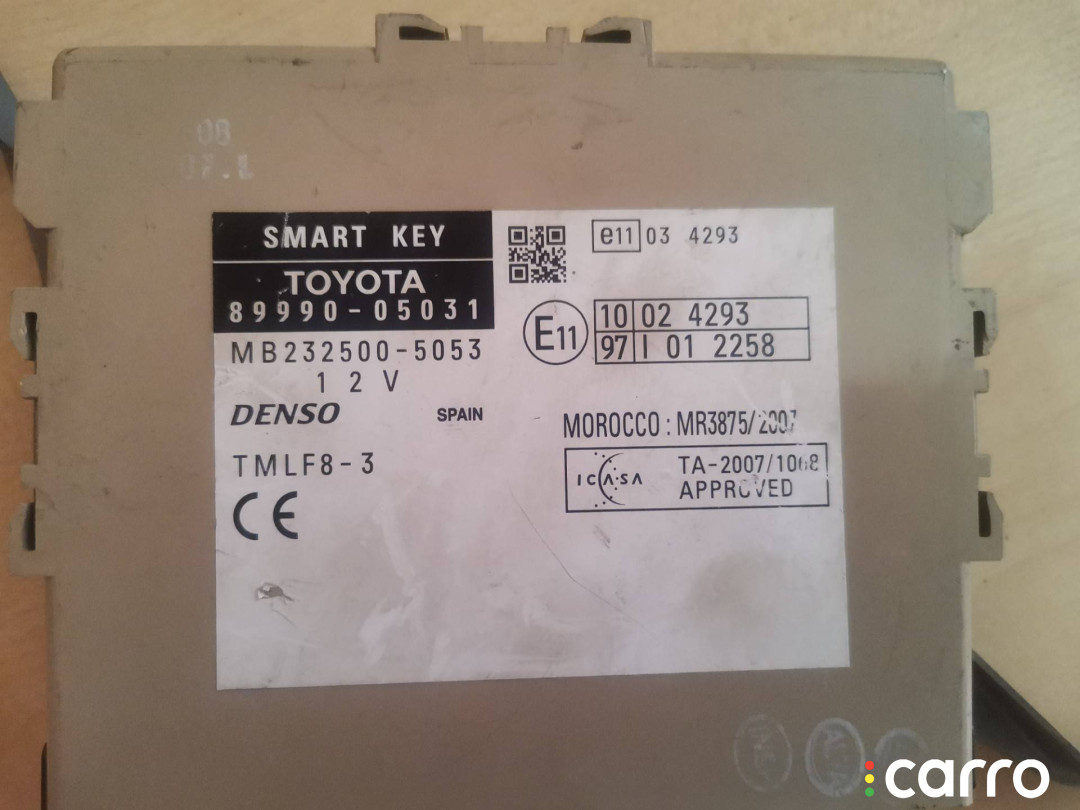 08
SMART KEY
TOYOTA
89990-05031
MB232500-5053
12V
DENSO SPAIN
TMLF8-3
CE
e11 03 4293
E11
10 02 4293
97 I 01 2258
MOROCCO : MR3875/2007
ICASA TA-2007/1068
APPROVED
carro